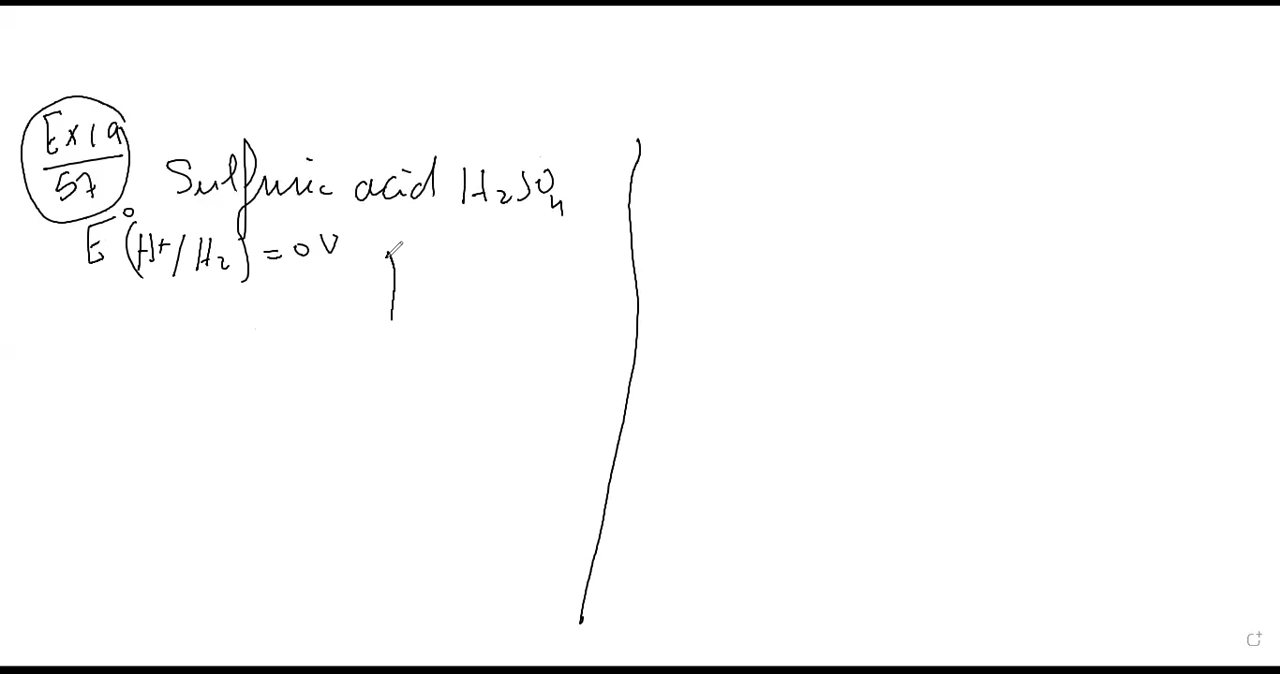 Ex 19
57
Sulfuric acid H₂SO₄
E°(H+/H₂) = 0 V